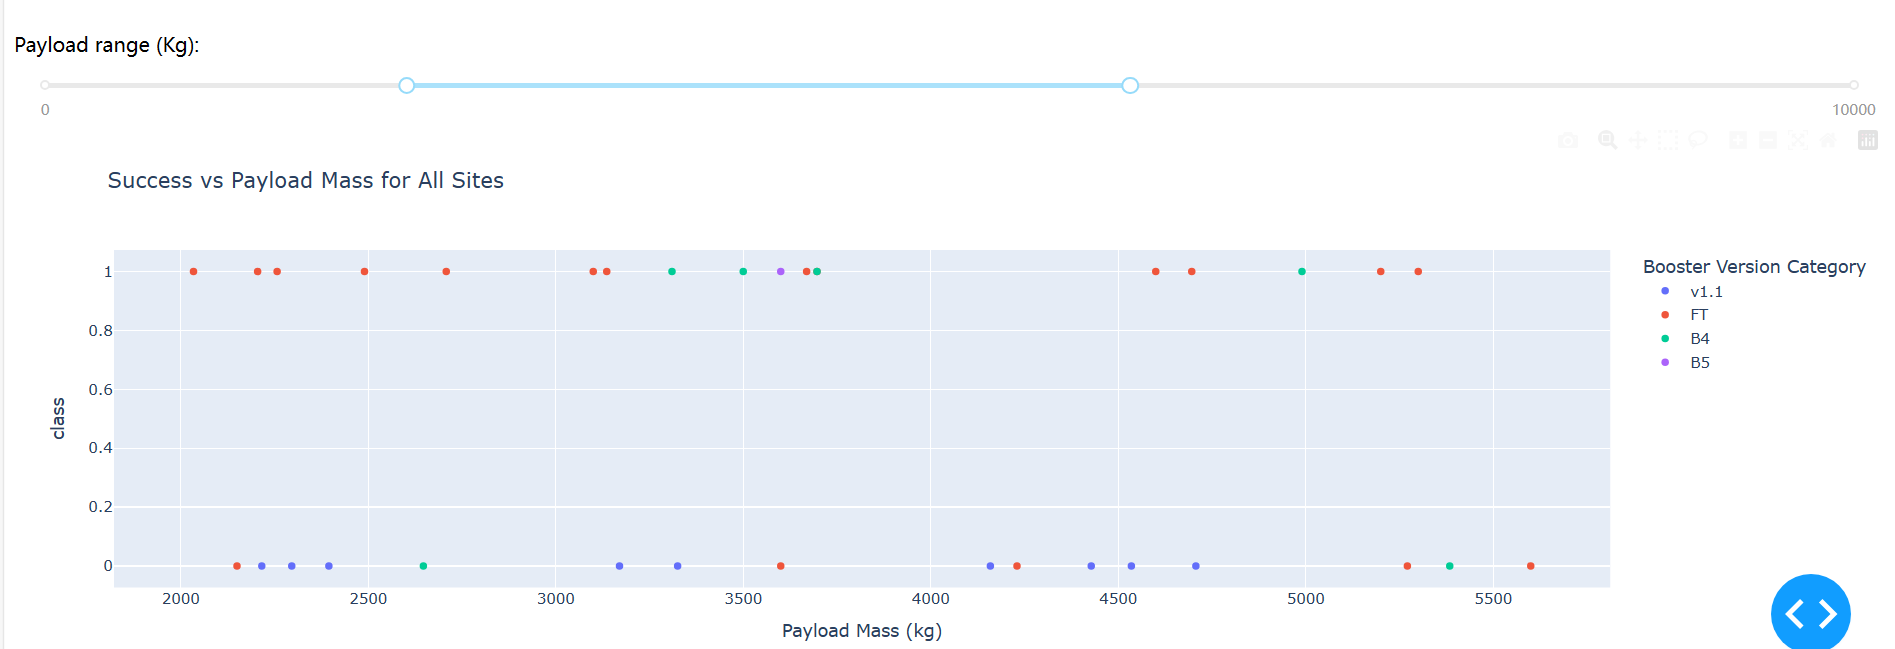 Payload range (Kg):
0 10000
Success vs Payload Mass for All Sites
Booster Version Category
v1.1
FT
B4
B5
class
1
0.8
0.6
0.4
0.2
0
2000 2500 3000 3500 4000 4500 5000 5500
Payload Mass (kg)